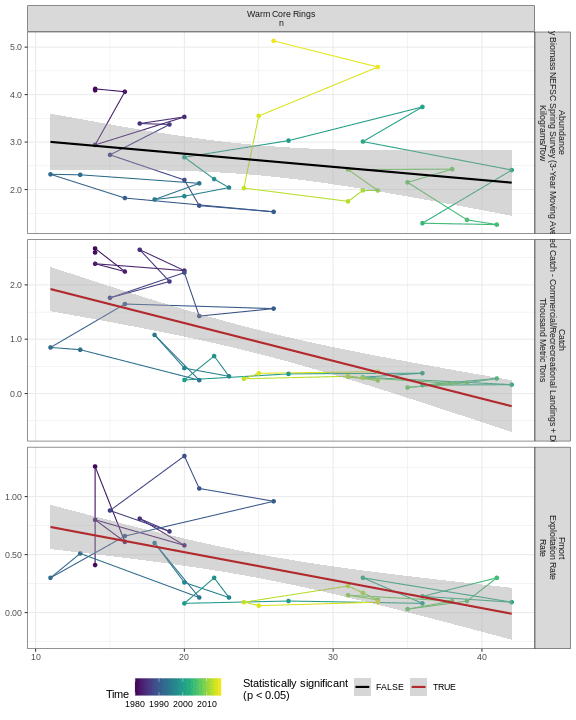 Warm Core Rings
n
5.0
4.0
3.0
2.0
Abundance
y Biomass NEFSC Spring Survey (3-Year Moving Ave
Kilograms/tow
2.0
1.0
0.0
Catch
ed Catch - Commercial/Recreational Landings + D
Thousand Metric Tons
1.00
0.50
0.00
Fmort
Exploitation Rate
Rate
10 20 30 40
Time
1980 1990 2000 2010
Statistically significant
(p < 0.05)
FALSE TRUE